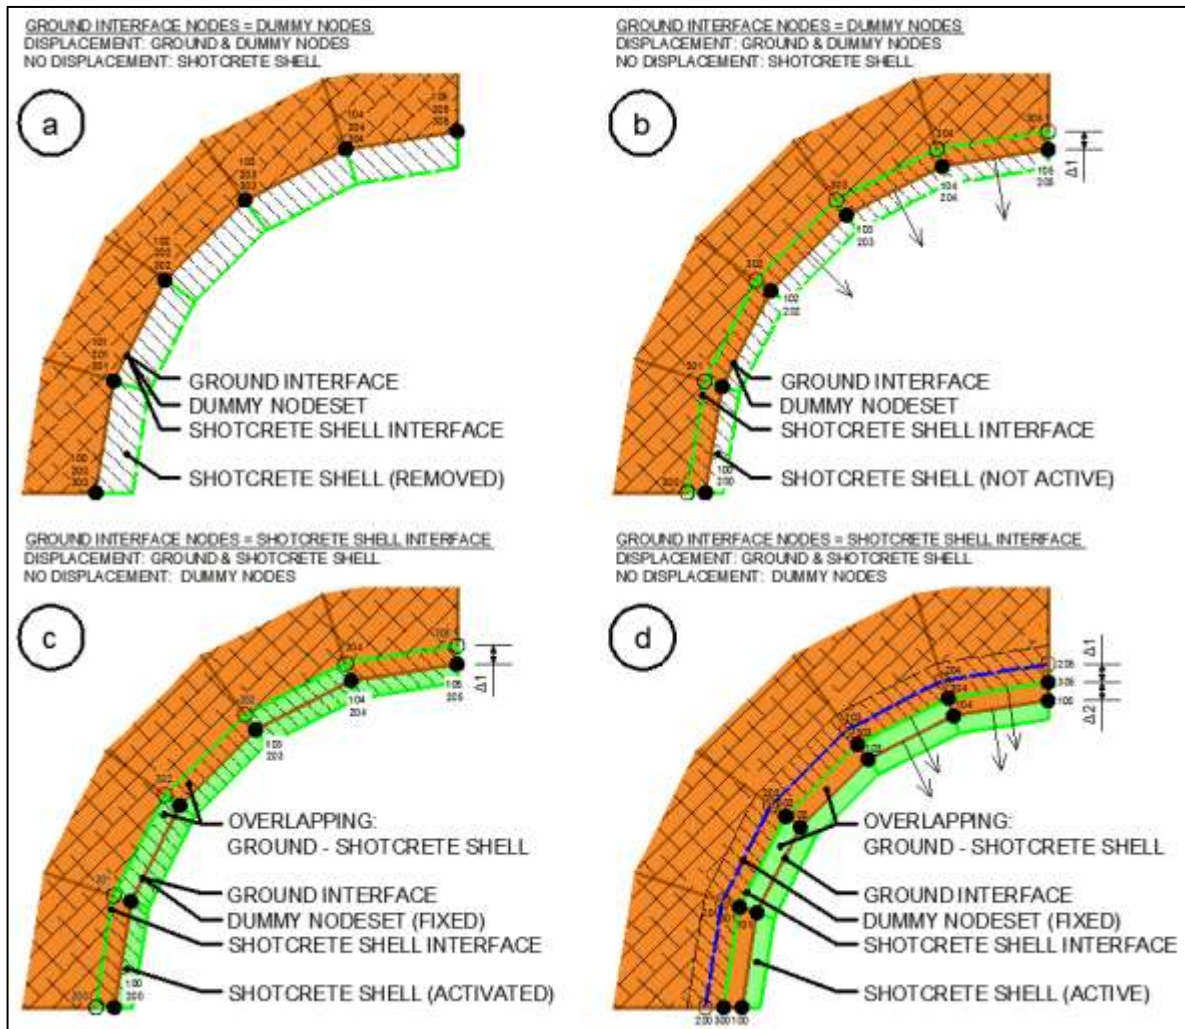 GROUND INTERFACE NODES = DUMMY NODES
DISPLACEMENT: GROUND & DUMMY NODES
NO DISPLACEMENT: SHOTCRETE SHELL
a
GROUND INTERFACE
DUMMY NODESET
SHOTCRETE SHELL INTERFACE
SHOTCRETE SHELL (REMOVED)
GROUND INTERFACE NODES = DUMMY NODES
DISPLACEMENT: GROUND & DUMMY NODES
NO DISPLACEMENT: SHOTCRETE SHELL
b
Δ1
GROUND INTERFACE
DUMMY NODESET
SHOTCRETE SHELL INTERFACE
SHOTCRETE SHELL (NOT ACTIVE)
GROUND INTERFACE NODES = SHOTCRETE SHELL INTERFACE
DISPLACEMENT: GROUND & SHOTCRETE SHELL
NO DISPLACEMENT: DUMMY NODES
c
Δ1
OVERLAPPING:
GROUND - SHOTCRETE SHELL
GROUND INTERFACE
DUMMY NODESET (FIXED)
SHOTCRETE SHELL INTERFACE
SHOTCRETE SHELL (ACTIVATED)
GROUND INTERFACE NODES = SHOTCRETE SHELL INTERFACE
DISPLACEMENT: GROUND & SHOTCRETE SHELL
NO DISPLACEMENT: DUMMY NODES
d
Δ1
Δ2
OVERLAPPING:
GROUND - SHOTCRETE SHELL
GROUND INTERFACE
DUMMY NODESET (FIXED)
SHOTCRETE SHELL INTERFACE
SHOTCRETE SHELL (ACTIVE)
200 300 100